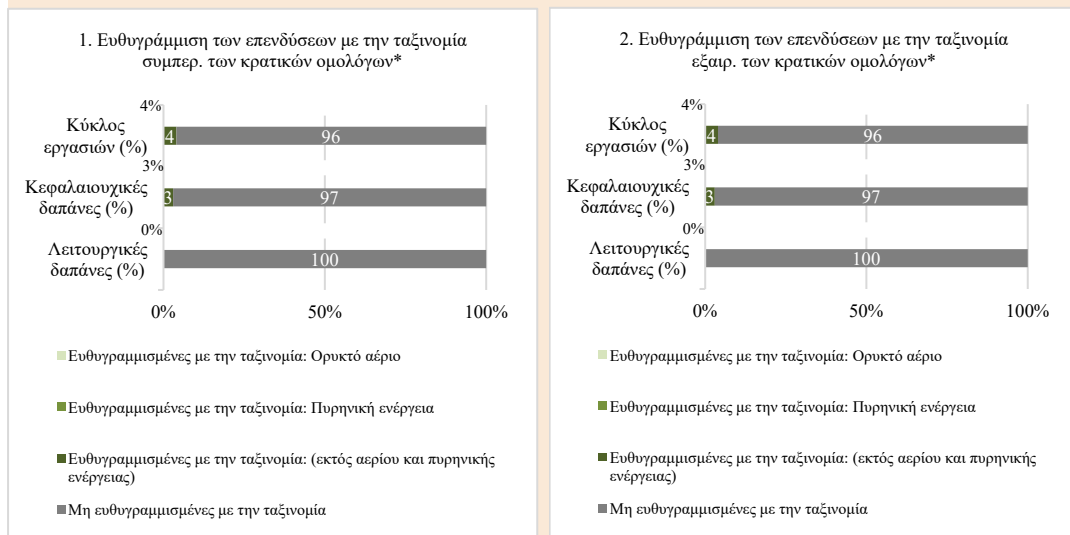 1. Ευθυγράμμιση των επενδύσεων με την ταξινομία
συμπερ. των κρατικών ομολόγων*
4%
Κύκλος
εργασιών (%)
4
96
3%
Κεφαλαιουχικές
δαπάνες (%)
3
97
0%
Λειτουργικές
δαπάνες (%)
100
0%
50%
100%
Ευθυγραμμισμένες με την ταξινομία: Ορυκτό αέριο
Ευθυγραμμισμένες με την ταξινομία: Πυρηνική ενέργεια
Ευθυγραμμισμένες με την ταξινομία: (εκτός αερίου και πυρηνικής
ενέργειας)
Μη ευθυγραμμισμένες με την ταξινομία
2. Ευθυγράμμιση των επενδύσεων με την ταξινομία
εξαιρ. των κρατικών ομολόγων*
4%
Κύκλος
εργασιών (%)
4
96
3%
Κεφαλαιουχικές
δαπάνες (%)
3
97
0%
Λειτουργικές
δαπάνες (%)
100
0%
50%
100%
Ευθυγραμμισμένες με την ταξινομία: Ορυκτό αέριο
Ευθυγραμμισμένες με την ταξινομία: Πυρηνική ενέργεια
Ευθυγραμμισμένες με την ταξινομία: (εκτός αερίου και πυρηνικής
ενέργειας)
Μη ευθυγραμμισμένες με την ταξινομία